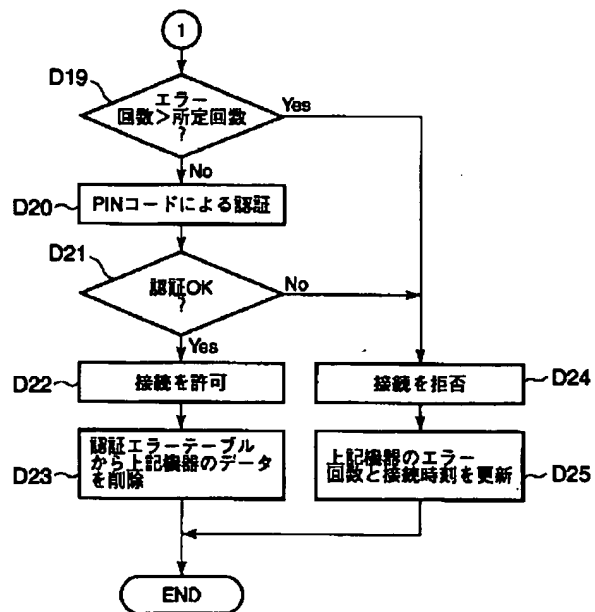 1
D19
エラー
回数>所定回数
?
Yes
No
D20
PINコードによる認証
D21
認証OK
?
No
Yes
D22
接続を許可
接続を拒否
D24
D23
認証エラーテーブル
から上記機器のデータ
を削除
上記機器のエラー
回数と接続時刻を更新
D25
END